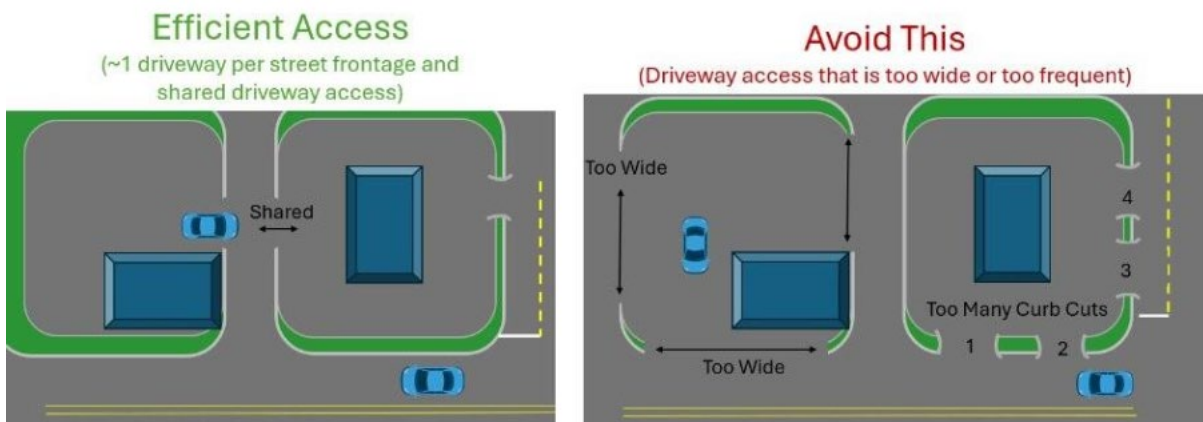 Efficient Access
(~1 driveway per street frontage and
shared driveway access)
Shared
Avoid This
(Driveway access that is too wide or too frequent)
Too Wide
4
3
Too Many Curb Cuts
1
2
Too Wide